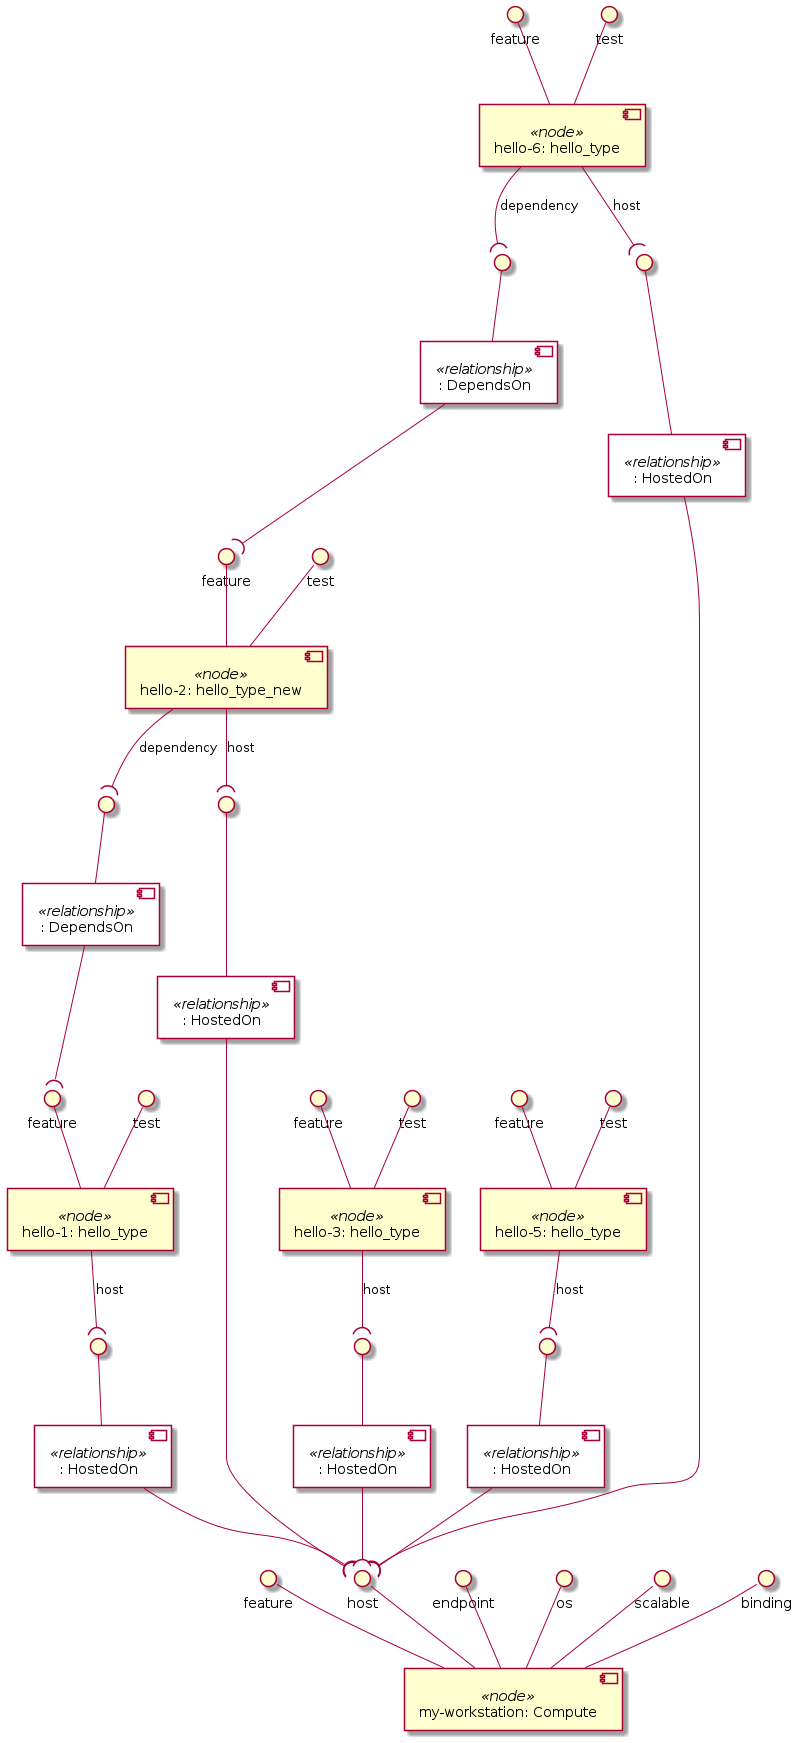 feature
test
«node»
hello-6: hello_type
dependency
host
«relationship»
: DependsOn
«relationship»
: HostedOn
feature
test
«node»
hello-2: hello_type_new
dependency
host
«relationship»
: DependsOn
«relationship»
: HostedOn
feature
test
feature
test
feature
test
«node»
hello-1: hello_type
«node»
hello-3: hello_type
«node»
hello-5: hello_type
host
host
host
«relationship»
: HostedOn
«relationship»
: HostedOn
«relationship»
: HostedOn
feature
host
endpoint
os
scalable
binding
«node»
my-workstation: Compute